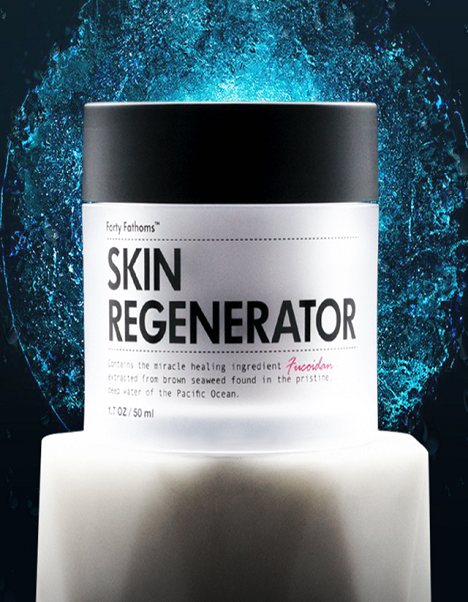 Forty Fathoms™
SKIN
REGENERATOR
Contains the miracle healing ingredient Fucoidan
extracted from brown seaweed found in the pristine,
deep water of the Pacific Ocean.
1.7 OZ / 50 ml